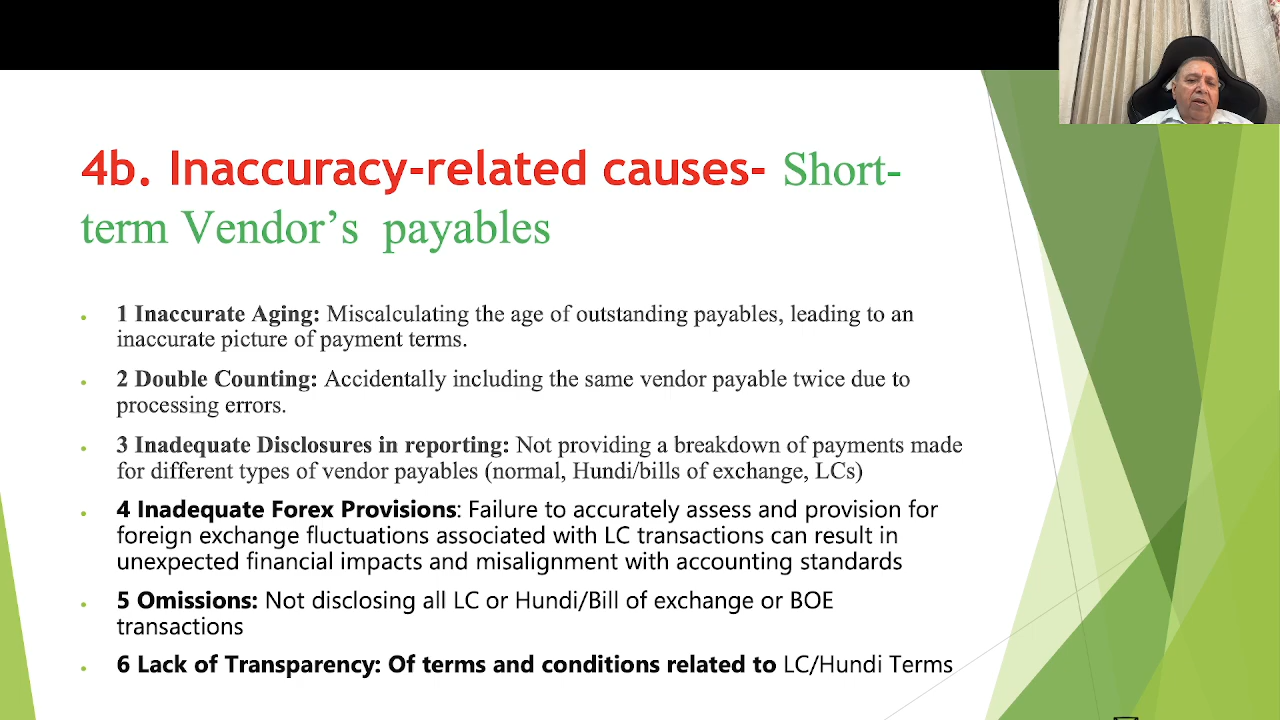 4b. Inaccuracy-related causes- Short-
term Vendor’s payables
• 1 Inaccurate Aging: Miscalculating the age of outstanding payables, leading to an
inaccurate picture of payment terms.
• 2 Double Counting: Accidentally including the same vendor payable twice due to
processing errors.
• 3 Inadequate Disclosures in reporting: Not providing a breakdown of payments made
for different types of vendor payables (normal, Hundi/bills of exchange, LCs)
• 4 Inadequate Forex Provisions: Failure to accurately assess and provision for
foreign exchange fluctuations associated with LC transactions can result in
unexpected financial impacts and misalignment with accounting standards
• 5 Omissions: Not disclosing all LC or Hundi/Bill of exchange or BOE
transactions
• 6 Lack of Transparency: Of terms and conditions related to LC/Hundi Terms